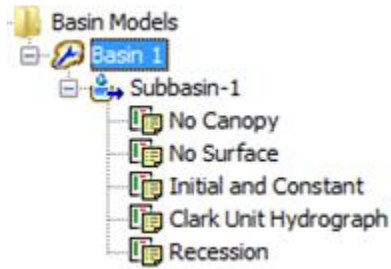 Basin Models
Basin 1
Subbasin-1
No Canopy
No Surface
Initial and Constant
Clark Unit Hydrograph
Recession